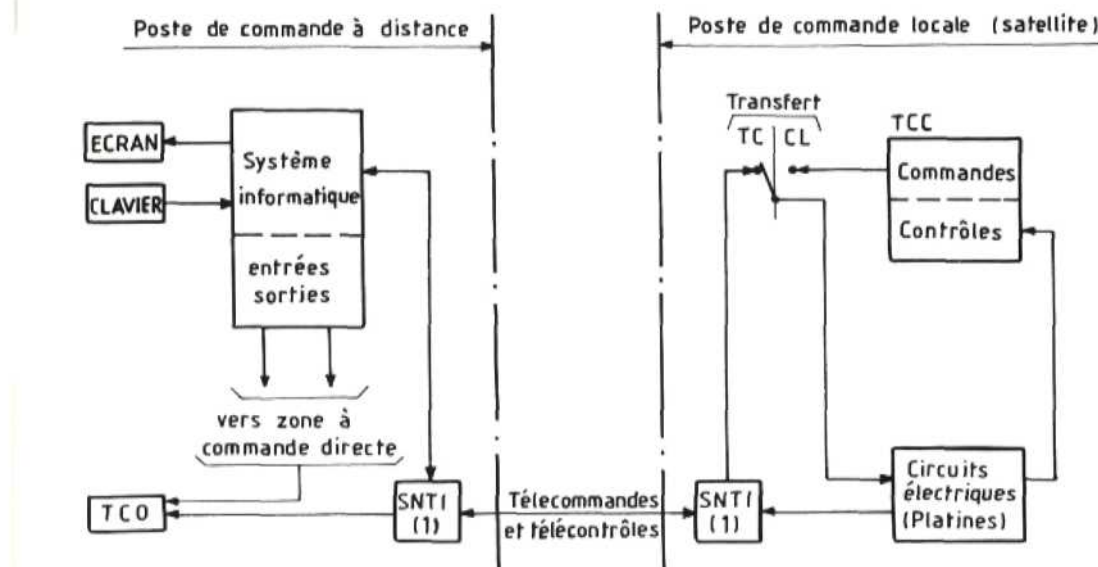 Poste de commande à distance
Poste de commande locale (satellite)
ECRAN
CLAVIER
Système
informatique
entrées
sorties
vers zone à
commande directe
TCO
SNTI
(1)
Télecommandes
et télécontrôles
SNTI
(1)
Transfert
TC CL
TCC
Commandes
Contrôles
Circuits
électriques
(Platines)